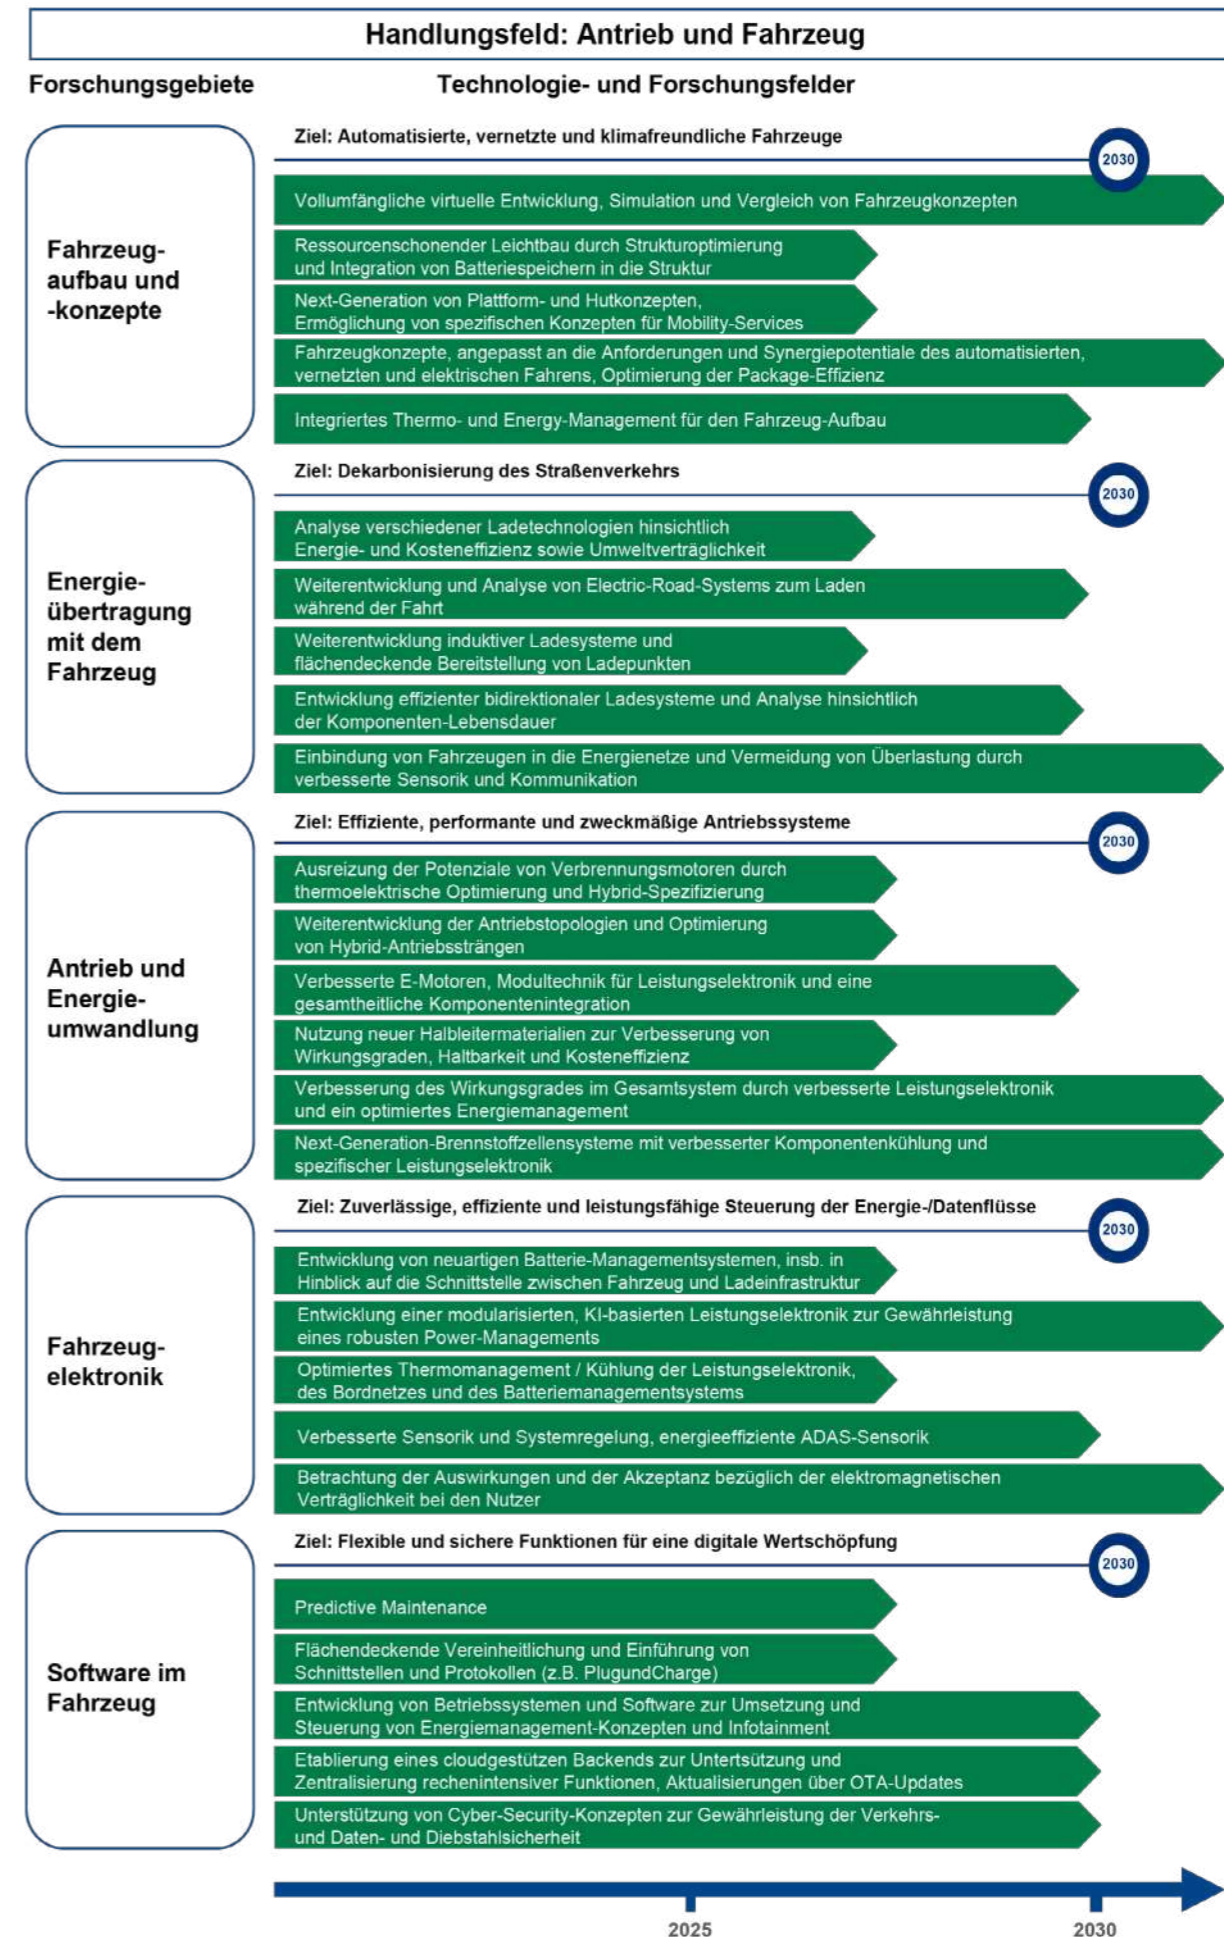 Handlungsfeld: Antrieb und Fahrzeug
Forschungsgebiete
Technologie- und Forschungsfelder
Fahrzeug-
aufbau und
-konzepte
Ziel: Automatisierte, vernetzte und klimafreundliche Fahrzeuge
2030
Vollumfängliche virtuelle Entwicklung, Simulation und Vergleich von Fahrzeugkonzepten
Ressourcenschonender Leichtbau durch Strukturoptimierung
und Integration von Batteriespeichern in die Struktur
Next-Generation von Plattform- und Hutkonzepten,
Ermöglichung von spezifischen Konzepten für Mobility-Services
Fahrzeugkonzepte, angepasst an die Anforderungen und Synergiepotentiale des automatisierten,
vernetzten und elektrischen Fahrens, Optimierung der Package-Effizienz
Integriertes Thermo- und Energy-Management für den Fahrzeug-Aufbau
Energie-
übertragung
mit dem
Fahrzeug
Ziel: Dekarbonisierung des Straßenverkehrs
2030
Analyse verschiedener Ladetechnologien hinsichtlich
Energie- und Kosteneffizienz sowie Umweltverträglichkeit
Weiterentwicklung und Analyse von Electric-Road-Systems zum Laden
während der Fahrt
Weiterentwicklung induktiver Ladesysteme und
flächendeckende Bereitstellung von Ladepunkten
Entwicklung effizienter bidirektionaler Ladesysteme und Analyse hinsichtlich
der Komponenten-Lebensdauer
Einbindung von Fahrzeugen in die Energienetze und Vermeidung von Überlastung durch
verbesserte Sensorik und Kommunikation
Antrieb und
Energie-
umwandlung
Ziel: Effiziente, performante und zweckmäßige Antriebssysteme
2030
Ausreizung der Potenziale von Verbrennungsmotoren durch
thermoelektrische Optimierung und Hybrid-Spezifizierung
Weiterentwicklung der Antriebstopologien und Optimierung
von Hybrid-Antriebssträngen
Verbesserte E-Motoren, Modultechnik für Leistungselektronik und eine
gesamtheitliche Komponentenintegration
Nutzung neuer Halbleitermaterialien zur Verbesserung von
Wirkungsgraden, Haltbarkeit und Kosteneffizienz
Verbesserung des Wirkungsgrades im Gesamtsystem durch verbesserte Leistungselektronik
und ein optimiertes Energiemanagement
Next-Generation-Brennstoffzellensysteme mit verbesserter Komponentenkühlung und
spezifischer Leistungselektronik
Fahrzeug-
elektronik
Ziel: Zuverlässige, effiziente und leistungsfähige Steuerung der Energie-/Datenflüsse
2030
Entwicklung von neuartigen Batterie-Managementsystemen, insb. in
Hinblick auf die Schnittstelle zwischen Fahrzeug und Ladeinfrastruktur
Entwicklung einer modularisierten, KI-basierten Leistungselektronik zur Gewährleistung
eines robusten Power-Managements
Optimiertes Thermomanagement / Kühlung der Leistungselektronik,
des Bordnetzes und des Batteriemanagementsystems
Verbesserte Sensorik und Systemregelung, energieeffiziente ADAS-Sensorik
Betrachtung der Auswirkungen und der Akzeptanz bezüglich der elektromagnetischen
Verträglichkeit bei den Nutzer
Software im
Fahrzeug
Ziel: Flexible und sichere Funktionen für eine digitale Wertschöpfung
2030
Predictive Maintenance
Flächendeckende Vereinheitlichung und Einführung von
Schnittstellen und Protokollen (z.B. PlugundCharge)
Entwicklung von Betriebssystemen und Software zur Umsetzung und
Steuerung von Energiemanagement-Konzepten und Infotainment
Etablierung eines cloudgestützen Backends zur Untertsützung und
Zentralisierung rechenintensiver Funktionen, Aktualisierungen über OTA-Updates
Unterstützung von Cyber-Security-Konzepten zur Gewährleistung der Verkehrs-
und Daten- und Diebstahlsicherheit
2025
2030